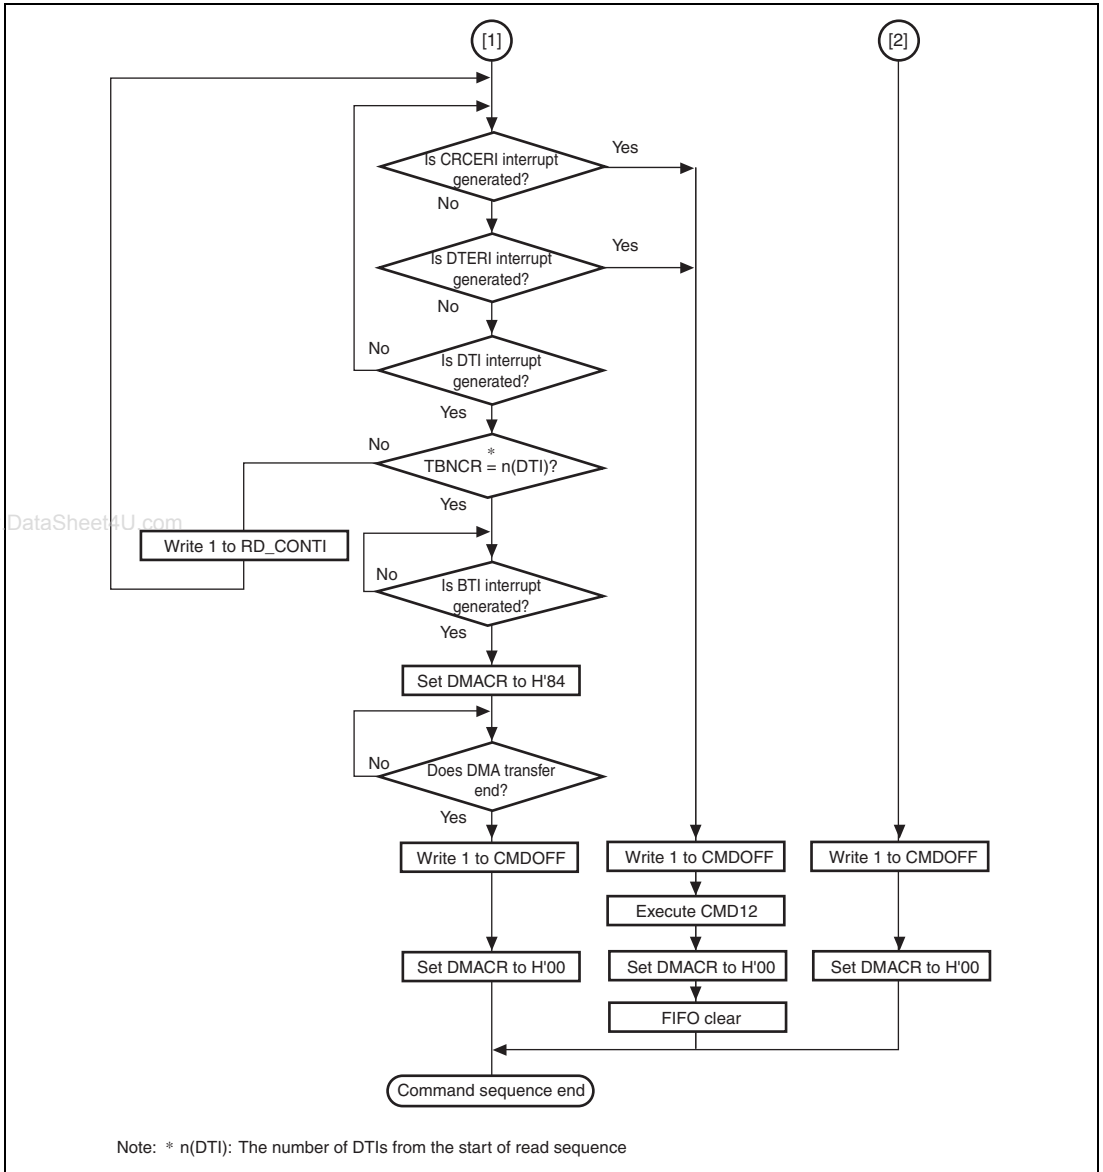 [1]
[2]
Is CRCERI interrupt
generated?
Yes
No
Is DTERI interrupt
generated?
Yes
No
Is DTI interrupt
generated?
No
Yes
*
TBNCR = n(DTI)?
No
Yes
DataSheet4U.com
Write 1 to RD_CONTI
Is BTI interrupt
generated?
No
Yes
Set DMACR to H'84
Does DMA transfer
end?
No
Yes
Write 1 to CMDOFF
Write 1 to CMDOFF
Write 1 to CMDOFF
Execute CMD12
Set DMACR to H'00
Set DMACR to H'00
Set DMACR to H'00
FIFO clear
Command sequence end
Note: * n(DTI): The number of DTIs from the start of read sequence